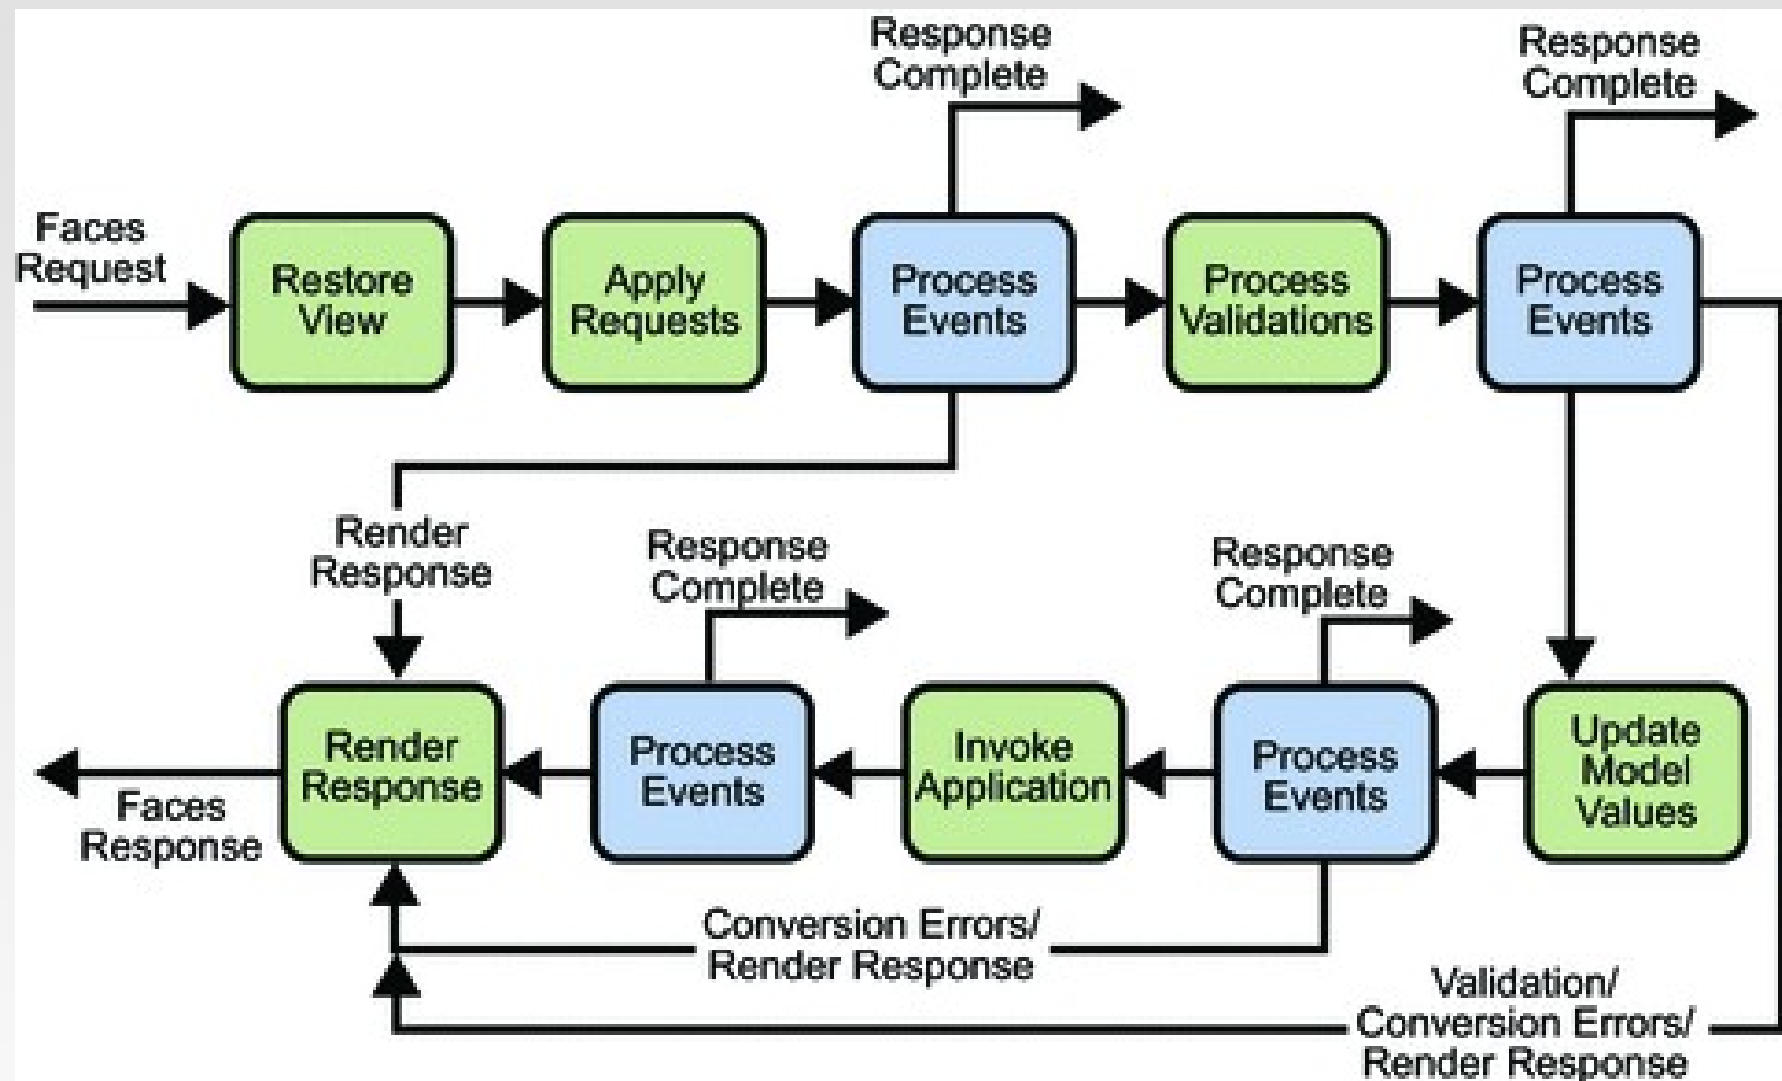 Response
Complete
Response
Complete
Faces
Request
Restore
View
Apply
Requests
Process
Events
Process
Validations
Process
Events
Render
Response
Response
Complete
Response
Complete
Render
Response
Process
Events
Invoke
Application
Process
Events
Update
Model
Values
Faces
Response
Conversion Errors/
Render Response
Validation/
Conversion Errors/
Render Response